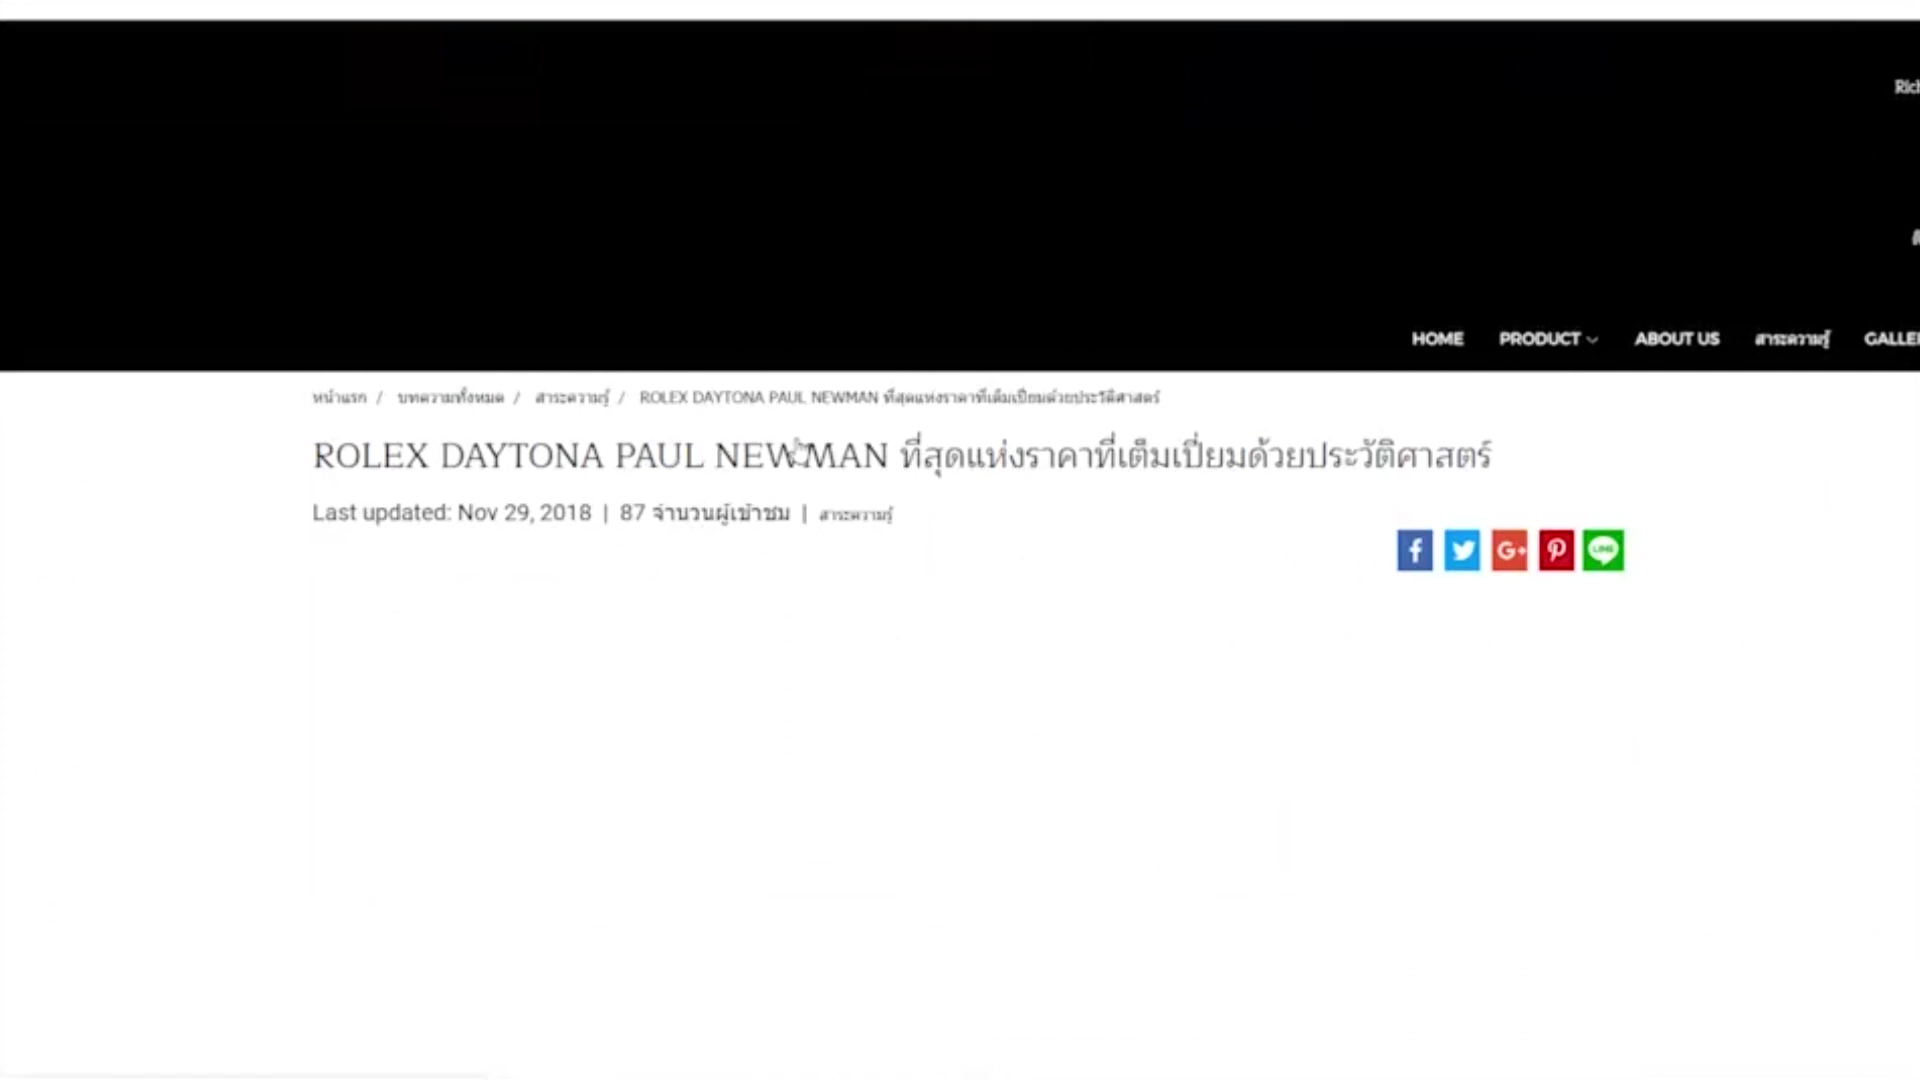 HOME PRODUCT ABOUT US สาระความรู้
หน้าแรก / บทความทั้งหมด / สาระความรู้ / ROLEX DAYTONA PAUL NEWMAN ที่สุดแห่งราคาที่เต็มเปี่ยมด้วยประวัติศาสตร์
ROLEX DAYTONA PAUL NEWMAN ที่สุดแห่งราคาที่เต็มเปี่ยมด้วยประวัติศาสตร์
Last updated: Nov 29, 2018 | 87 จำนวนผู้เข้าชม | สาระความรู้
f G+ LINE